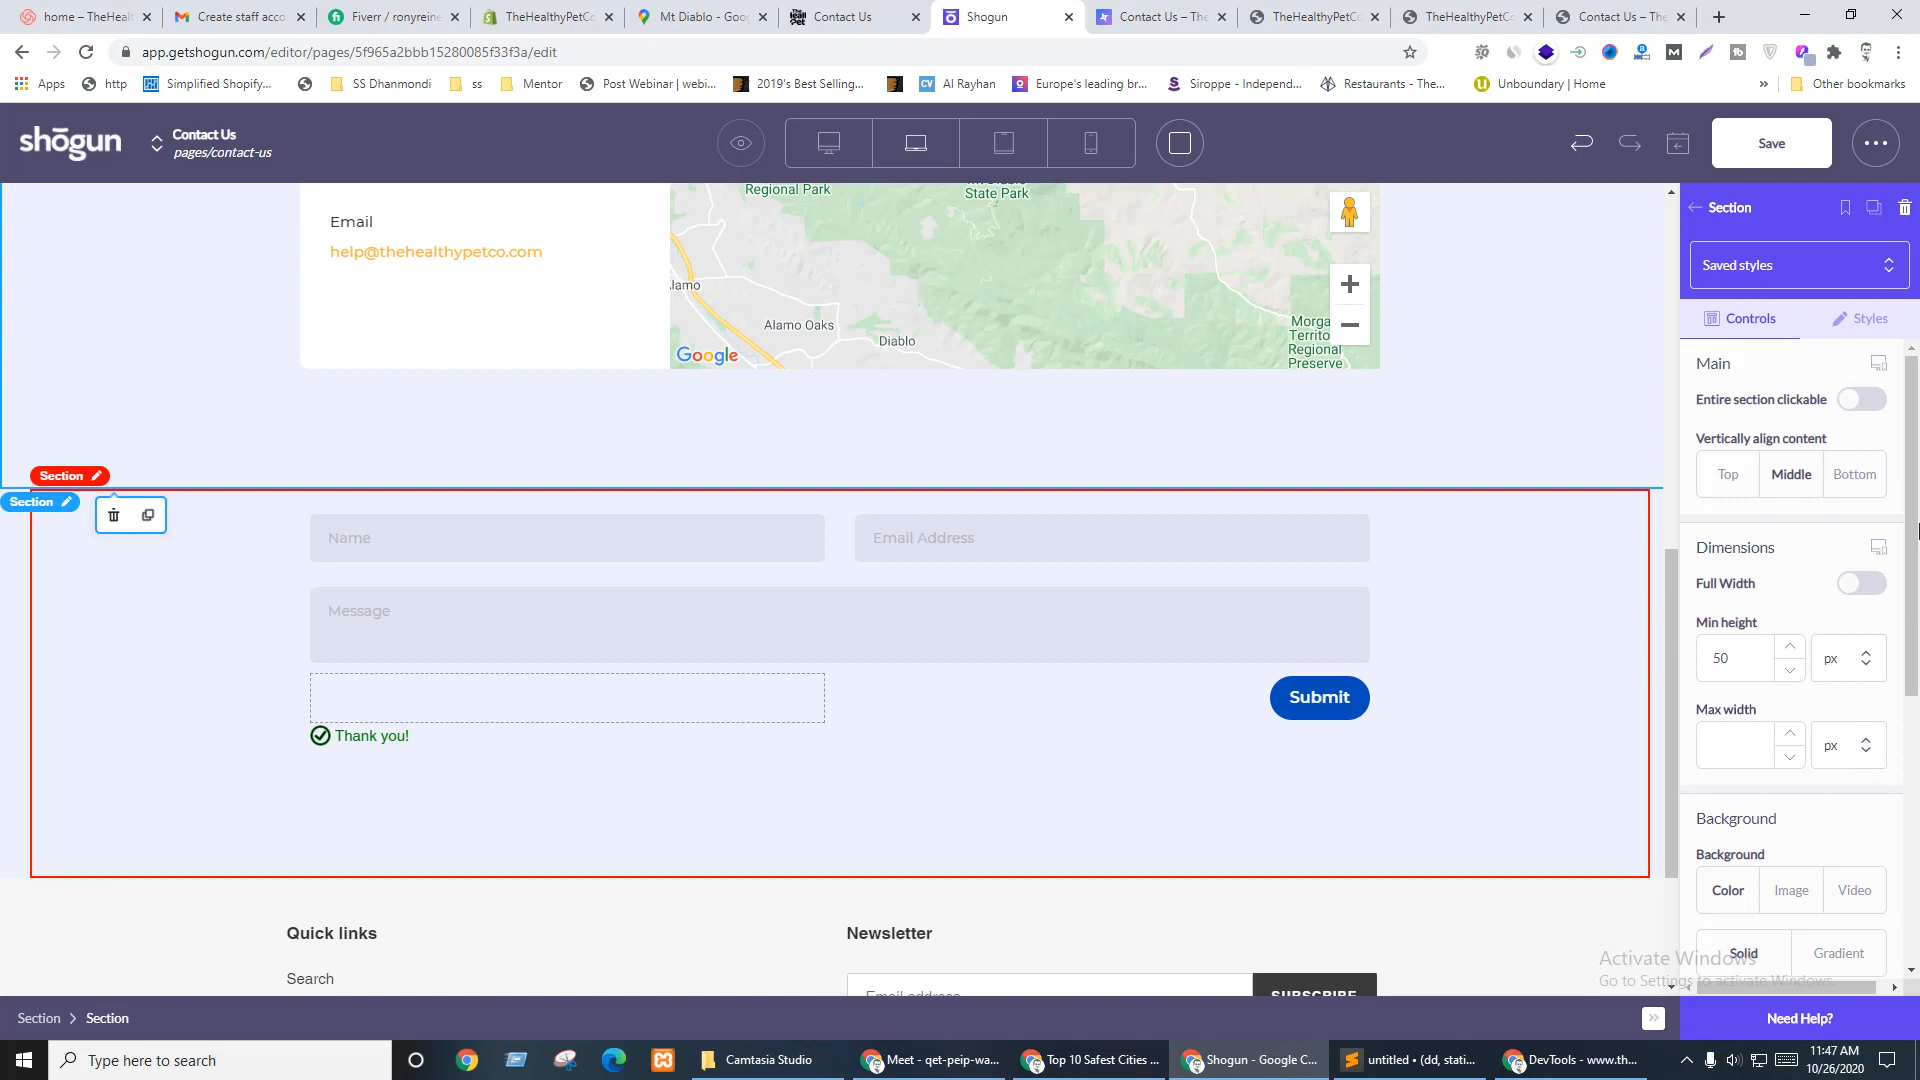 home – TheHealt
Create staff acco
Fiverr / ronyreine
TheHealthyPetCo
Mt Diablo - Goog
Contact Us
Shogun
Contact Us – The
TheHealthyPetCo
TheHealthyPetCo
Contact Us – The
app.getshogun.com/editor/pages/5f965a2bbb15280085f33f3a/edit
Apps
http
Simplified Shopify...
SS Dhanmondi
ss
Mentor
Post Webinar | webi...
2019's Best Selling...
Al Rayhan
Europe's leading br...
Siroppe - Independ...
Restaurants - The...
Unboundary | Home
Other bookmarks
shōgun
Contact Us
pages/contact-us
Save
Regional Park
State Park
Email
help@thehealthypetco.com
lamo
Alamo Oaks
Diablo
Morga
Territo
Regional
Preserve
Google
Section
Saved styles
Controls
Styles
Main
Entire section clickable
Vertically align content
Top
Middle
Bottom
Section
Section
Name
Email Address
Message
Submit
Thank you!
Dimensions
Full Width
Min height
50
px
Max width
px
Background
Background
Color
Image
Video
Solid
Gradient
Activate Windows
Go to Settings to activate Windows.
Quick links
Newsletter
Search
Email address
SUBSCRIBE
Section
Section
Need Help?
Type here to search
Camtasia Studio
Meet - qet-peip-wa...
Top 10 Safest Cities ...
Shogun - Google C...
untitled • (dd, stati...
DevTools - www.th...
11:47 AM
10/26/2020